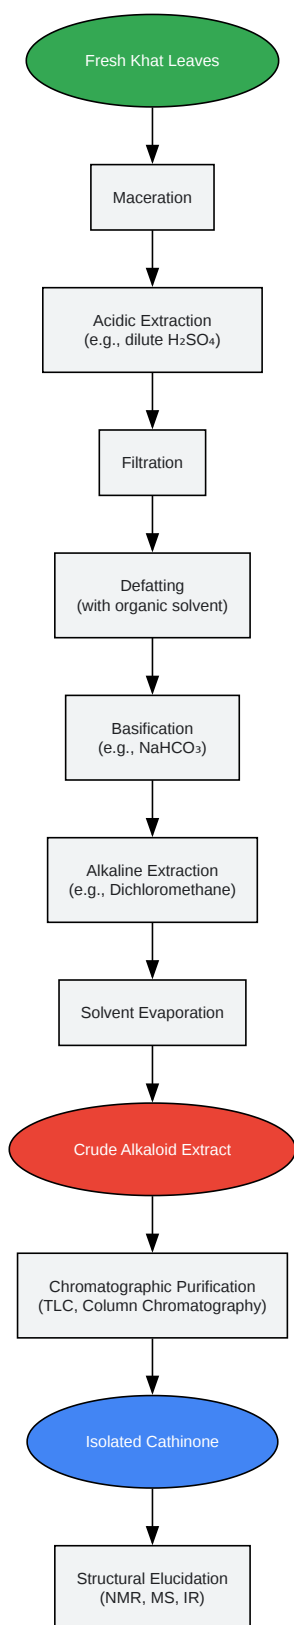 Fresh Khat Leaves
Maceration
Acidic Extraction
(e.g., dilute H₂SO₄)
Filtration
Defatting
(with organic solvent)
Basification
(e.g., NaHCO₃)
Alkaline Extraction
(e.g., Dichloromethane)
Solvent Evaporation
Crude Alkaloid Extract
Chromatographic Purification
(TLC, Column Chromatography)
Isolated Cathinone
Structural Elucidation
(NMR, MS, IR)